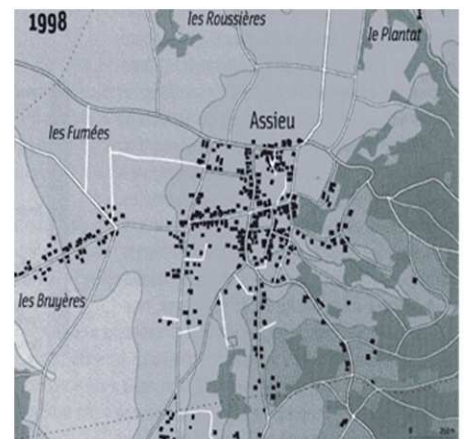 1998
les Roussières
le Plantat
Assieu
les Fumées
les Bruyères